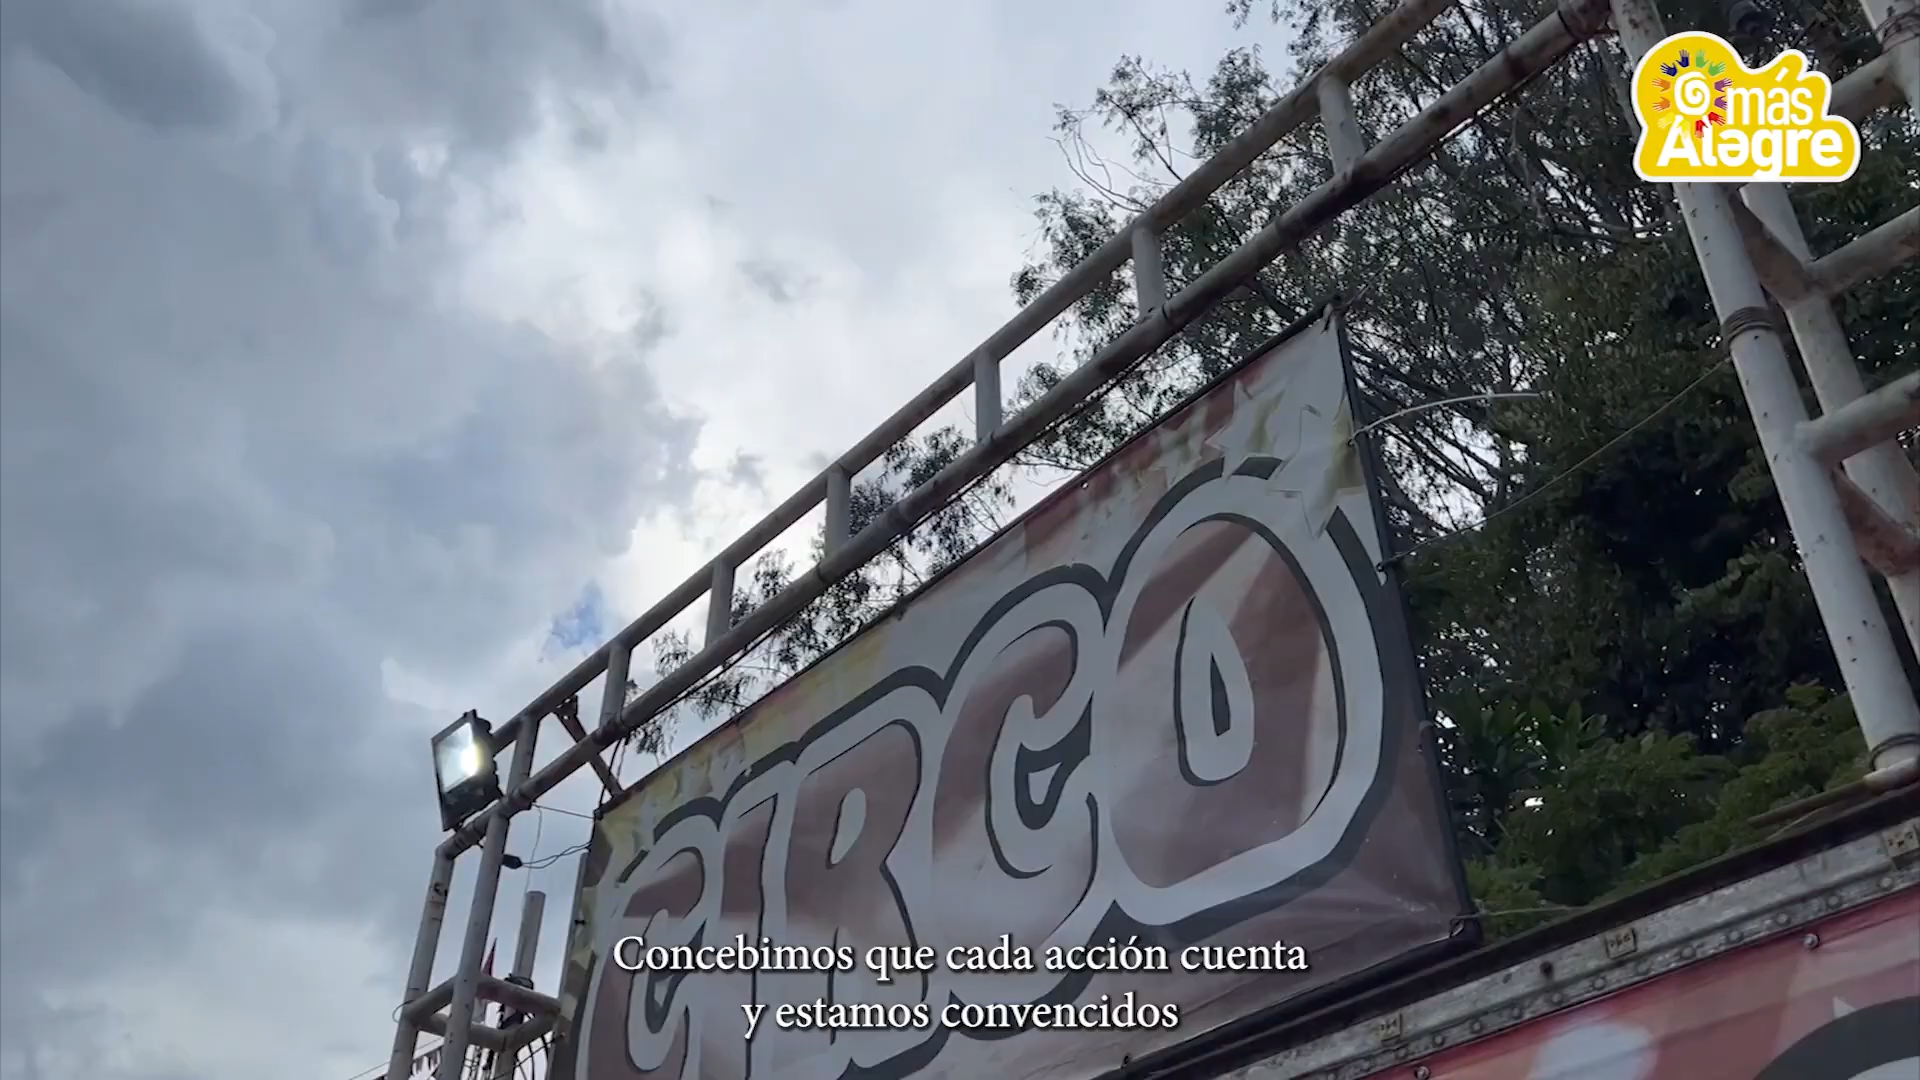 más
Alegre
CIRCO
Concebimos que cada acción cuenta
y estamos convencidos